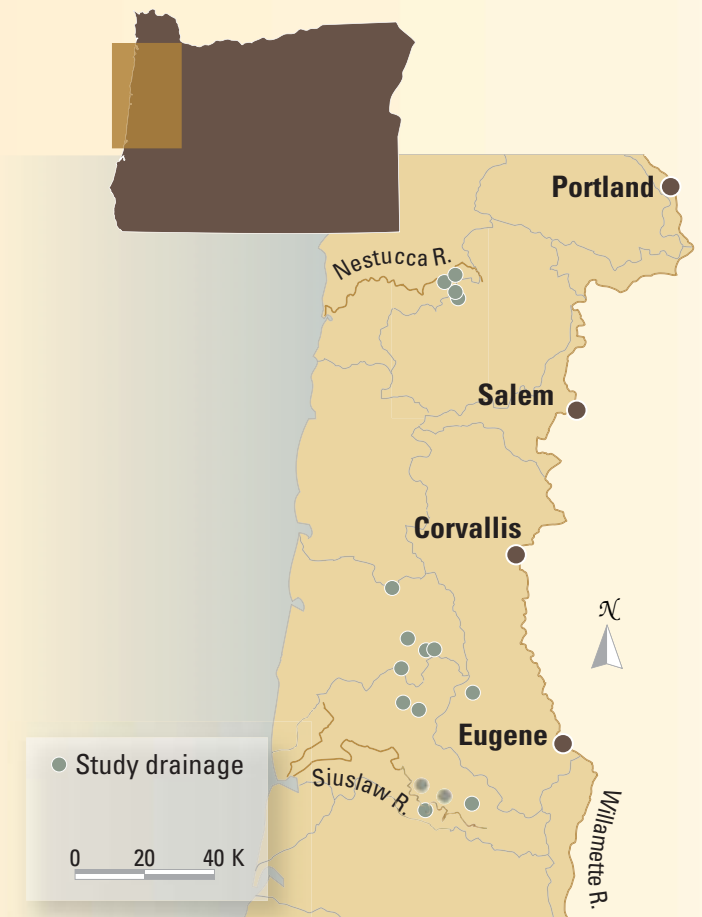 Portland
Nestucca R.
Salem
Corvallis
N
Eugene
Study drainage
Siuslaw R.
Willamette R.
0 20 40 K